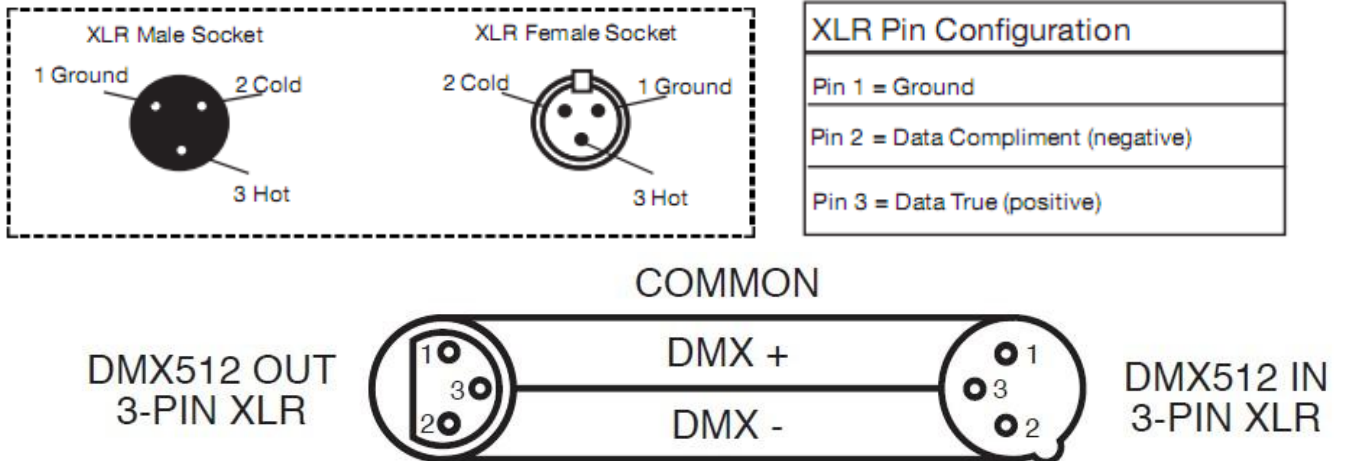 XLR Male Socket
1 Ground
2 Cold
3 Hot
XLR Female Socket
2 Cold
1 Ground
3 Hot
XLR Pin Configuration
Pin 1 = Ground
Pin 2 = Data Compliment (negative)
Pin 3 = Data True (positive)
COMMON
DMX512 OUT
3-PIN XLR
1
3
2
DMX +
DMX -
1
3
2
DMX512 IN
3-PIN XLR